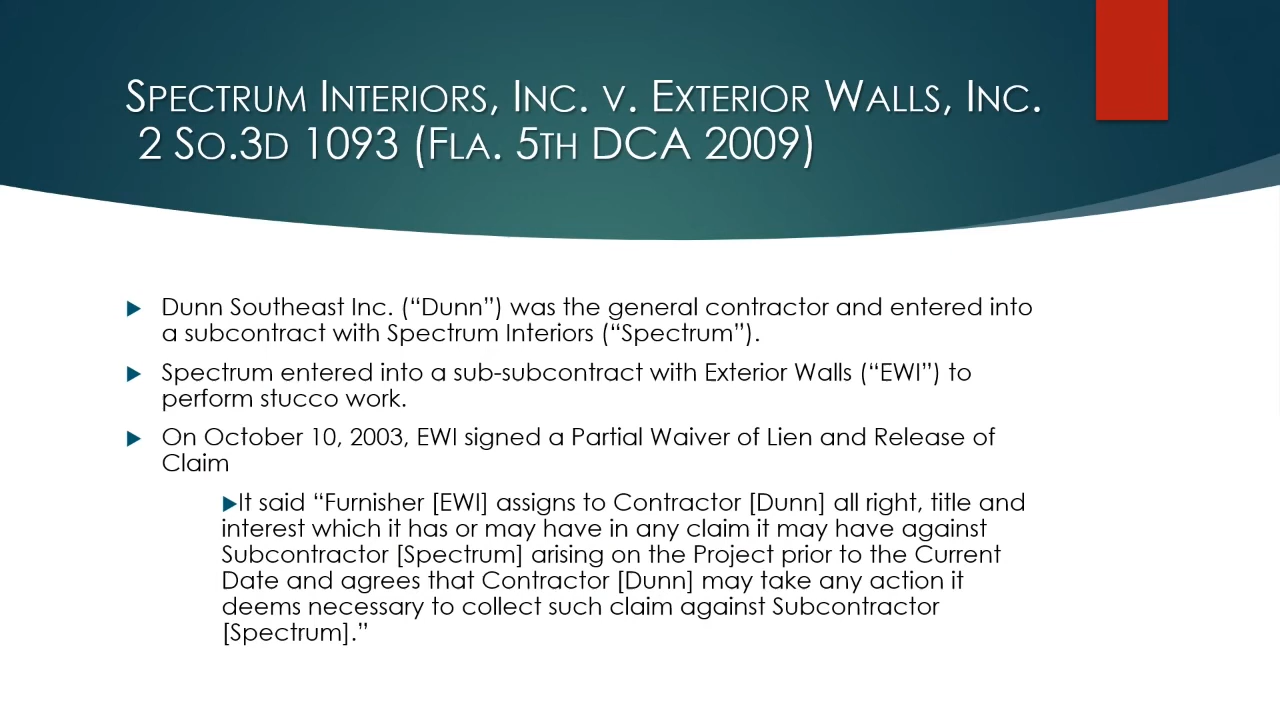 Spectrum Interiors, Inc. v. Exterior Walls, Inc.
2 So.3d 1093 (Fla. 5th DCA 2009)
Dunn Southeast Inc. (“Dunn”) was the general contractor and entered into
a subcontract with Spectrum Interiors (“Spectrum”).
Spectrum entered into a sub-subcontract with Exterior Walls (“EWI”) to
perform stucco work.
On October 10, 2003, EWI signed a Partial Waiver of Lien and Release of
Claim
It said “Furnisher [EWI] assigns to Contractor [Dunn] all right, title and
interest which it has or may have in any claim it may have against
Subcontractor [Spectrum] arising on the Project prior to the Current
Date and agrees that Contractor [Dunn] may take any action it
deems necessary to collect such claim against Subcontractor
[Spectrum].”